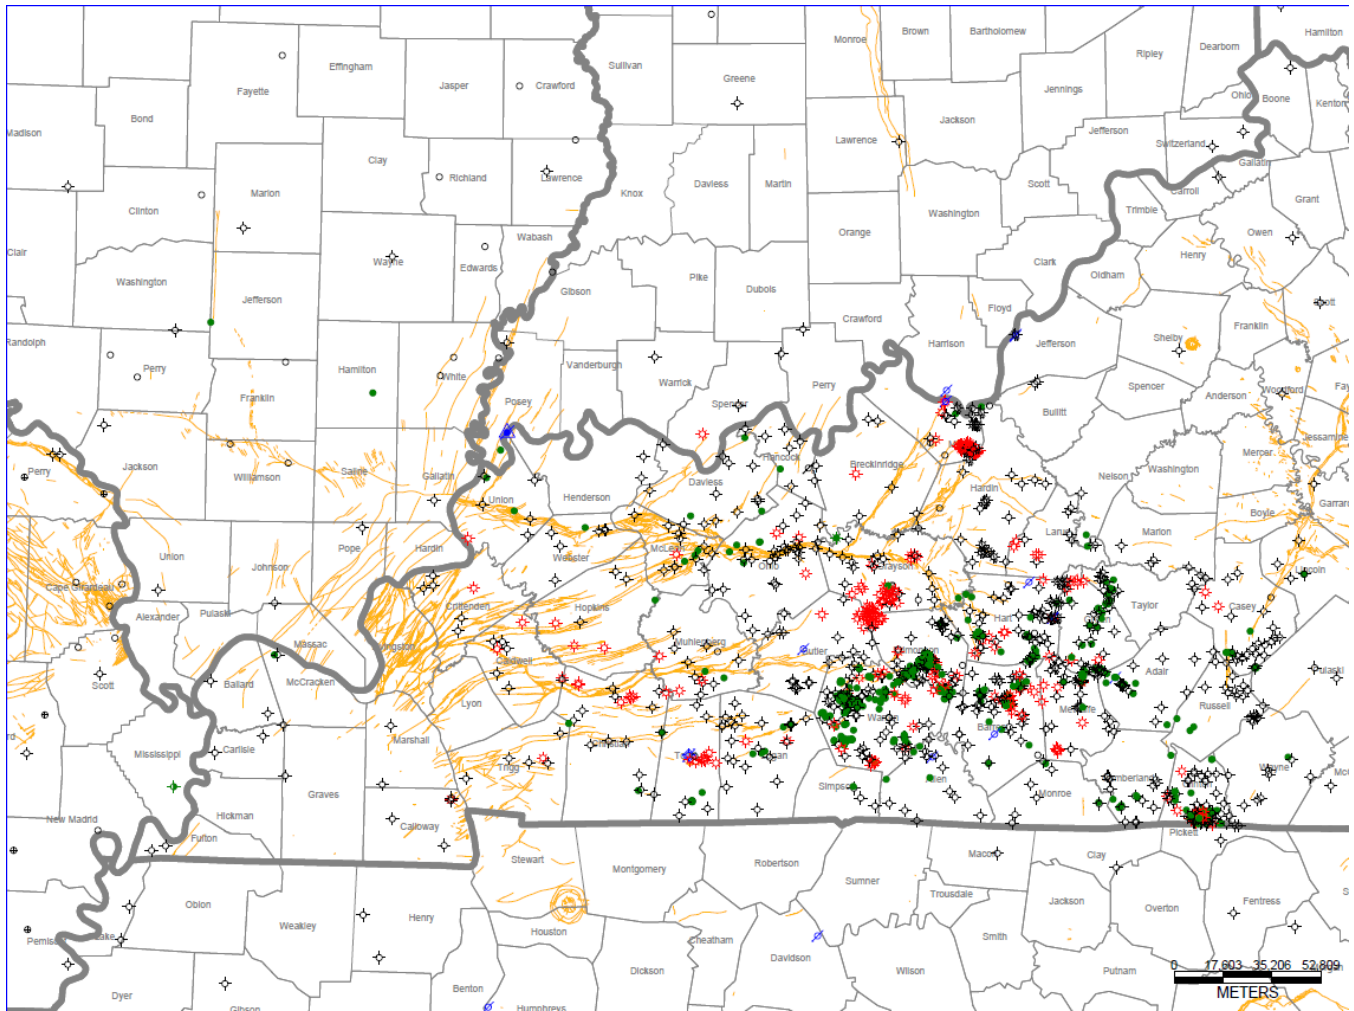 Monroe
Brown
Bartholomew
Dearborn
Hamilton
Ripley
Effingham
Sullivan
Greene
Fayette
Jasper
Crawford
Jennings
Ohio
Boone
Kenton
Madison
Bond
Jackson
Jefferson
Lawrence
Switzerland
Clay
Gallatin
Richland
Lawrence
Marion
Knox
Daviess
Martin
Scott
Carroll
Grant
Clinton
Trimble
Washington
Owen
Orange
Wabash
Clair
Wayne
Edwards
Clark
Henry
Washington
Pike
Oldham
Dubois
Gibson
Jefferson
Scott
Floyd
Crawford
Franklin
Randolph
Harrison
Jefferson
Shelby
Perry
Hamilton
White
Vanderburgh
Warrick
Perry
Spencer
Anderson
Woodford
Franklin
Posey
Spencer
Bullitt
Jessamine
Mercer
Perry
Jackson
Saline
Hancock
Breckinridge
Washington
Williamson
Gallatin
Daviess
Nelson
Hardin
Union
Henderson
Garrard
Boyle
Marion
Pope
Hardin
McLean
Union
Webster
Ohio
Grayson
Johnson
Lincoln
Cape Girardeau
Crittenden
Hopkins
Taylor
Casey
Alexander
Pulaski
Hart
Massac
Muhlenberg
Butler
Edmonson
Caldwell
Adair
Scott
Ballard
McCracken
Lyon
Russell
Warren
Metcalfe
Marshall
Carlisle
Christian
Mississippi
Trigg
Wayne
Allen
Cumberland
Simpson
Monroe
Graves
Hickman
New Madrid
Calloway
Fulton
Pickett
Stewart
Montgomery
Robertson
Macon
Clay
Sumner
Trousdale
Obion
Jackson
Overton
Fentress
Henry
Weakley
Houston
Lake
Cheatham
Smith
Davidson
Dickson
Wilson
Putnam
Benton
Dyer
Gibson
Humphreys
0 17,603 35,206 52,809
METERS